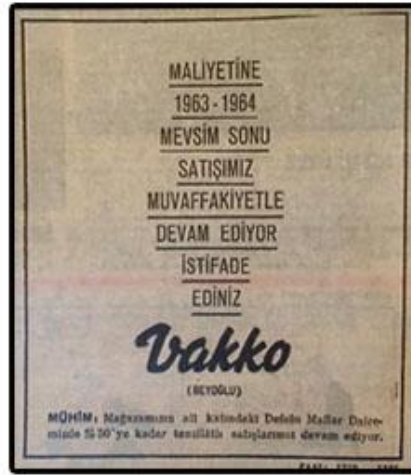 MALİYETİNE
1963-1964
MEVSİM SONU
SATIŞIMIZ
MUVAFFAKİYETLE
DEVAM EDİYOR
İSTİFADE
EDİNİZ
Vakko
(BEYOĞLU)
MÜHİM: Mağazamızın alt katındaki Defolu Mallar Daire-
mizde %50'ye kadar tenzilâtlı satışlarımız devam ediyor.